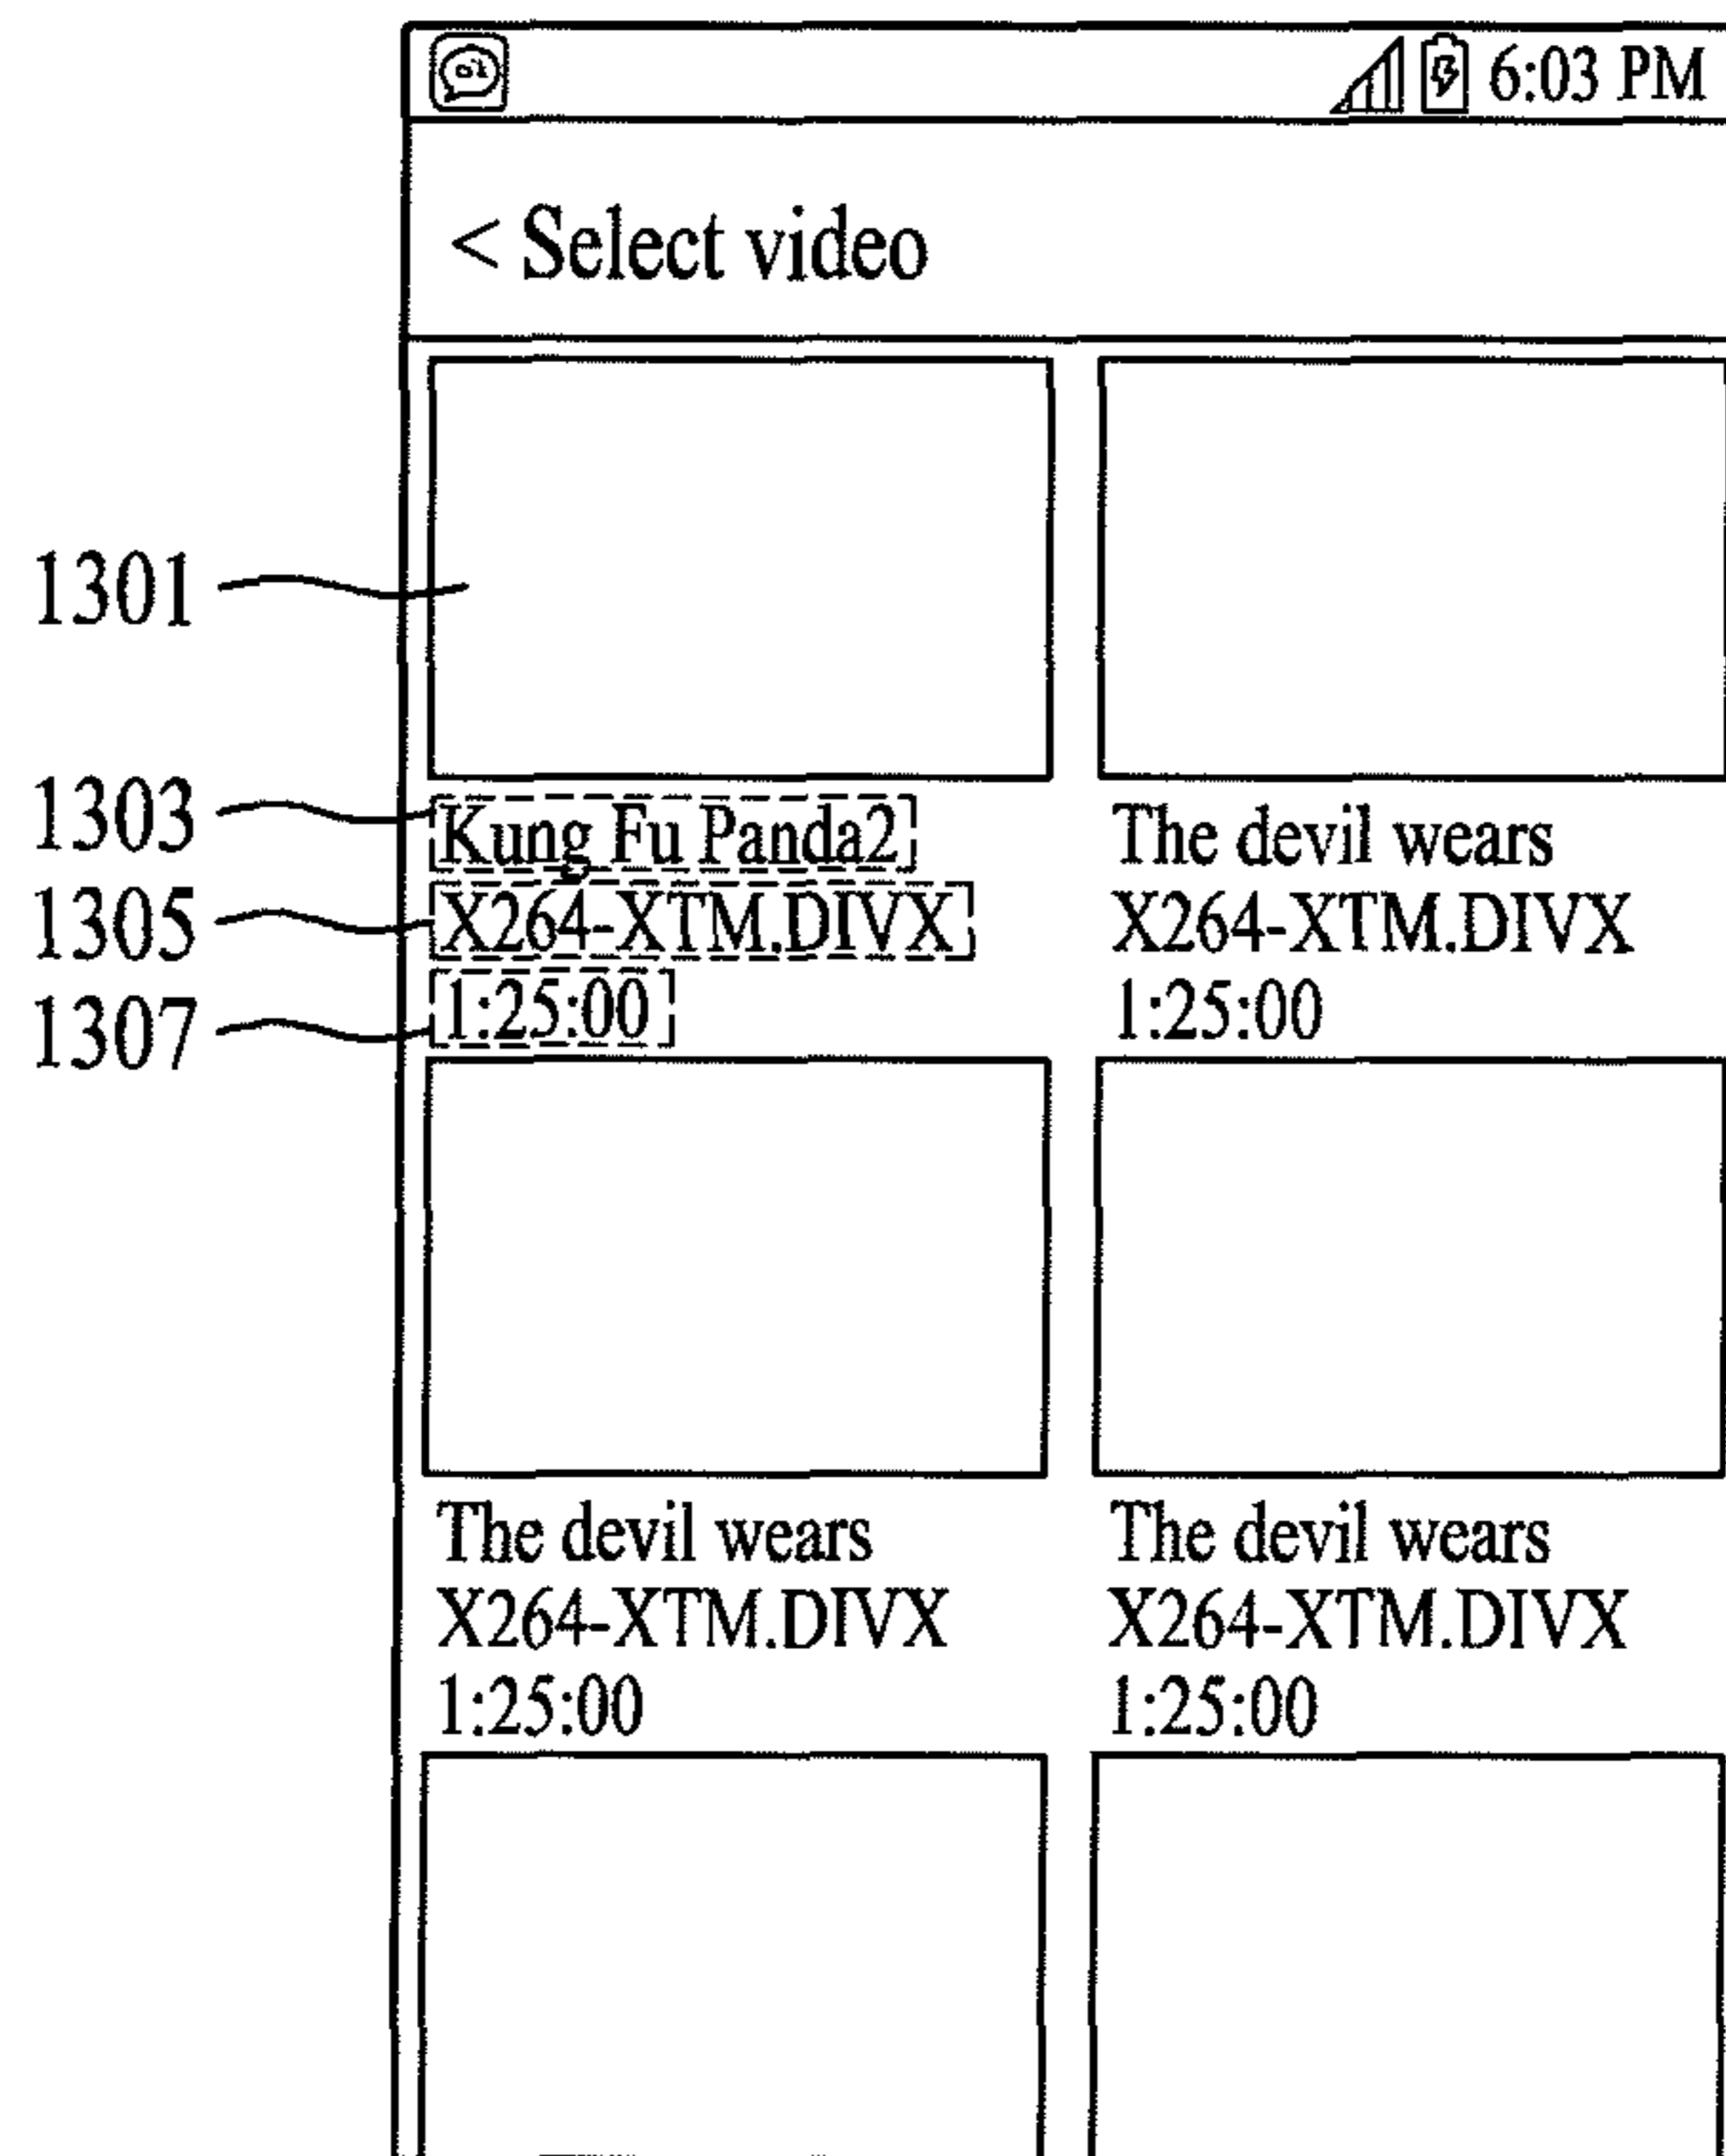 6:03 PM
< Select video
1301
1303
Kung Fu Panda2
The devil wears
1305
X264-XTM.DIVX
X264-XTM.DIVX
1307
1:25:00
1:25:00
The devil wears
The devil wears
X264-XTM.DIVX
X264-XTM.DIVX
1:25:00
1:25:00